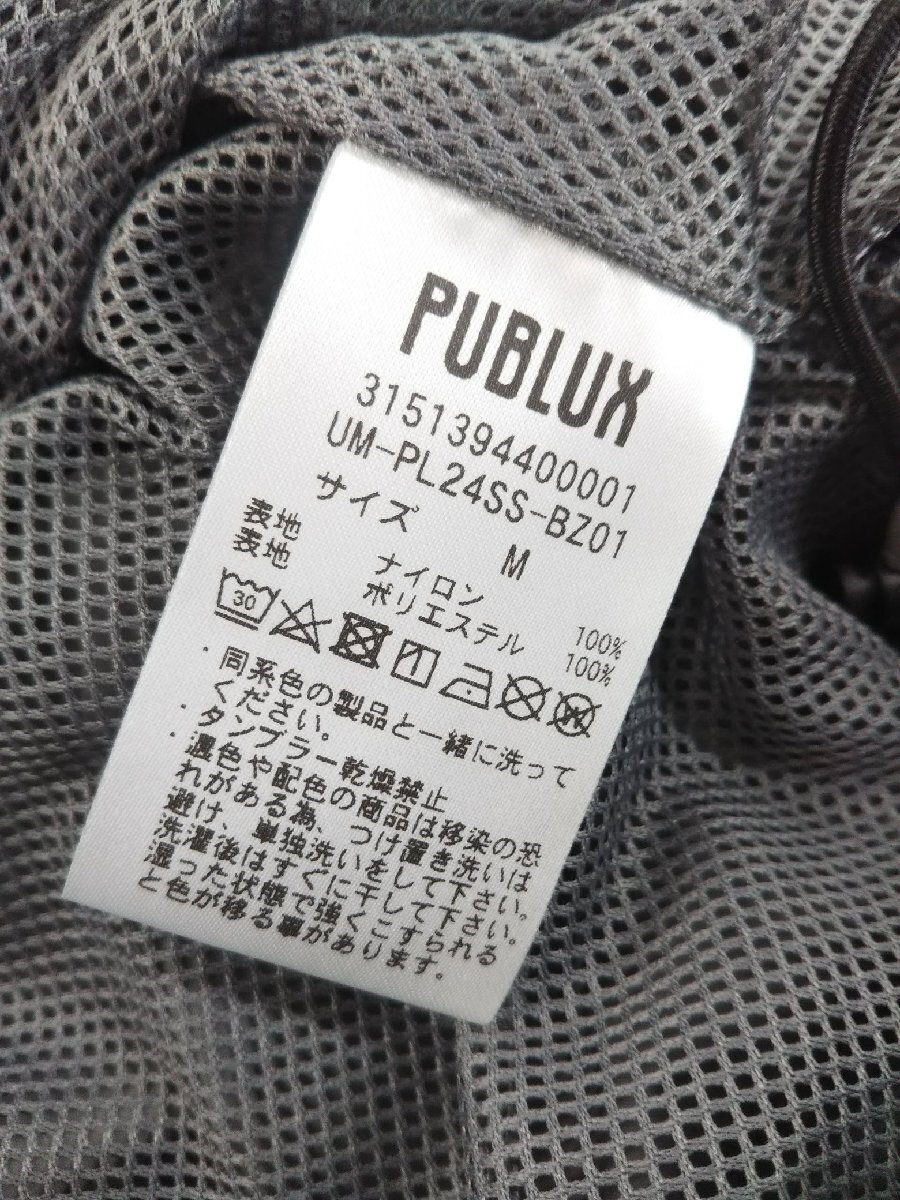 PUBLUX
3151394400001
UM-PL24SS-BZ01
サイズ M
表地 ナイロン 100%
表地 ポリエステル 100%
30
・同系色の製品と一緒に洗って
ください。
・タンブラー乾燥禁止
・濃色や配色の商品は移染の恐
れがある為、つけ置き洗いは
避け、単独洗いをして下さい。
洗濯後はすぐに干して下さい。
湿った状態で強くこすられる
と色が移る事があります。